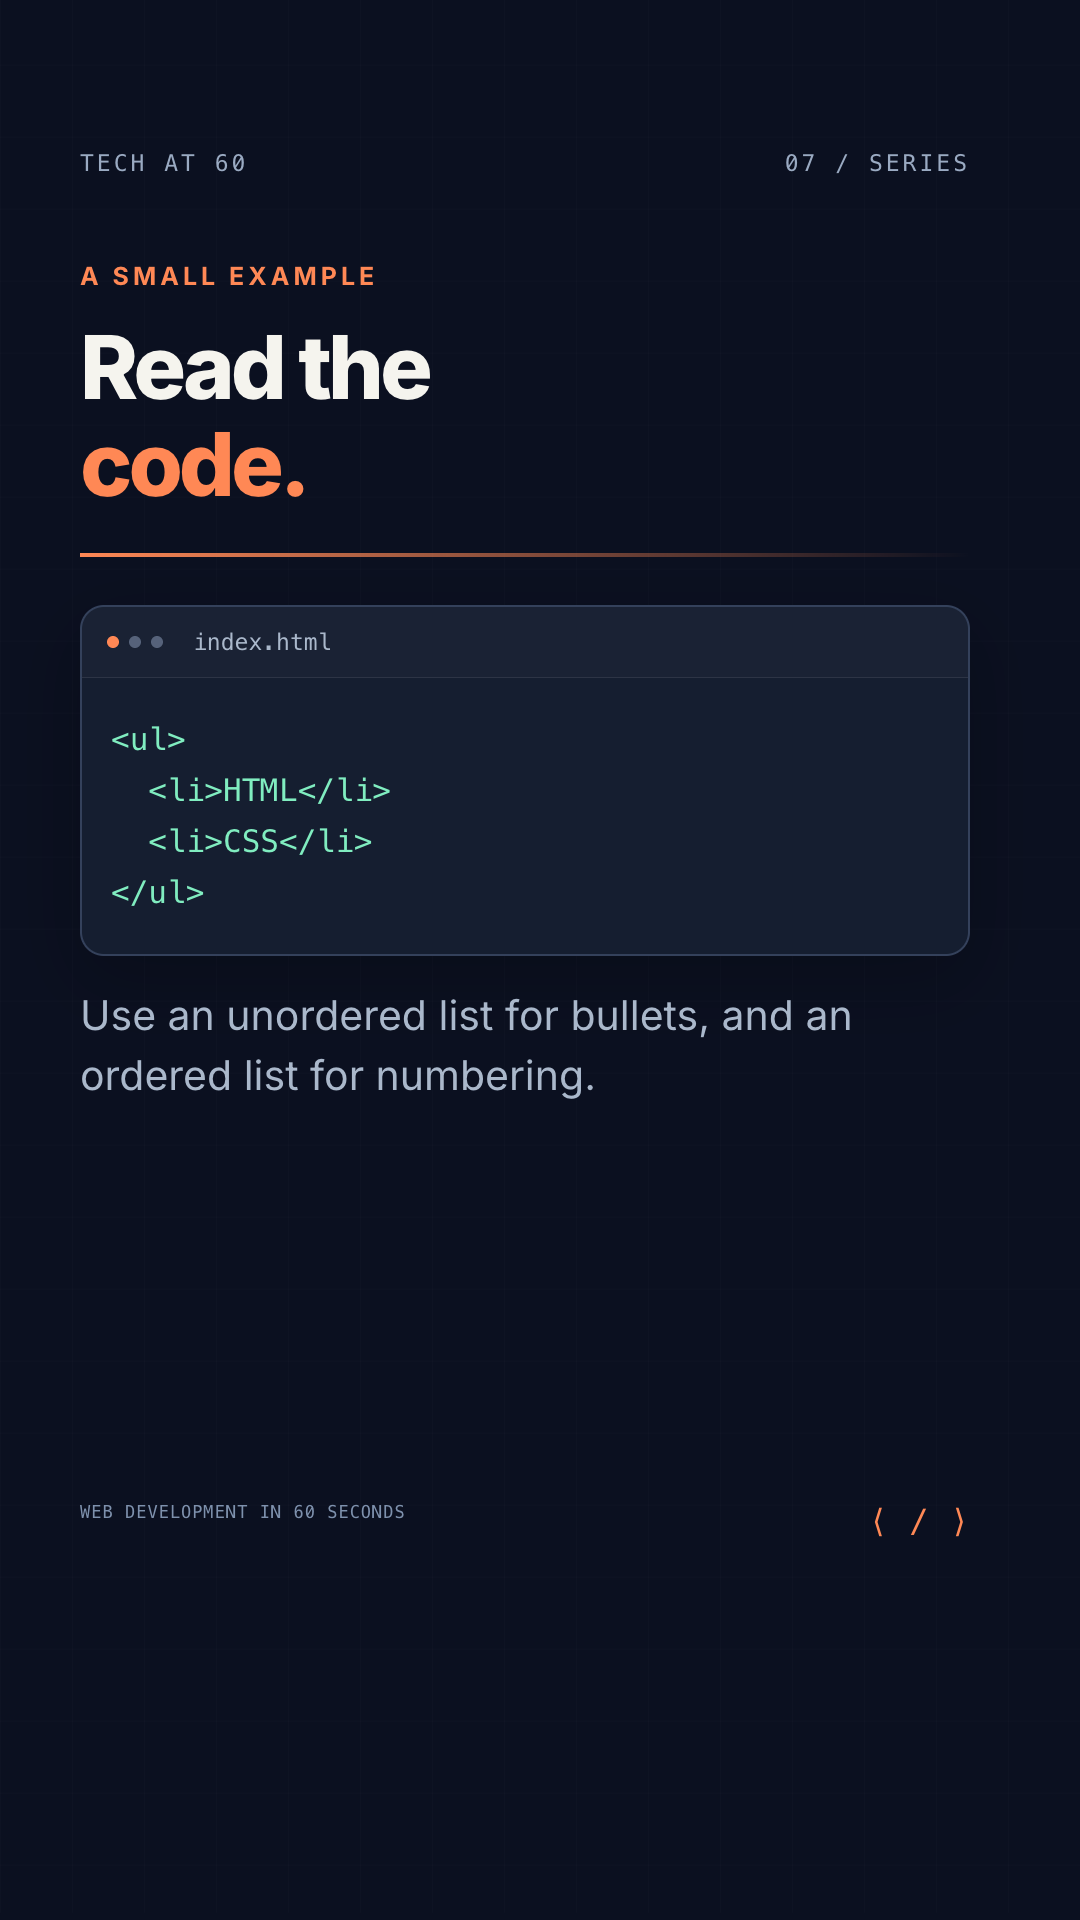 TECH AT 60
07 / SERIES
A SMALL EXAMPLE
Read the
code.
index.html
<ul>
  <li>HTML</li>
  <li>CSS</li>
</ul>
Use an unordered list for bullets, and an
ordered list for numbering.
WEB DEVELOPMENT IN 60 SECONDS
⟨ / ⟩